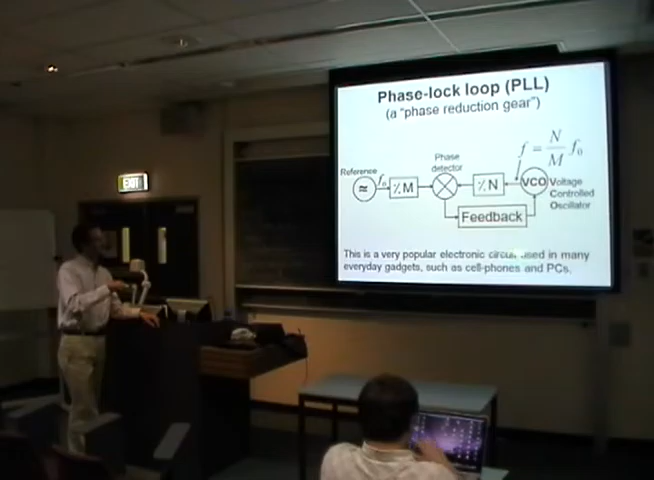 Phase-lock loop (PLL)
(a "phase reduction gear")
f = N/M f₀
Phase
detector
Reference
f₀
≈
⁒M
⁒N
VCO
Voltage
Controlled
Oscillator
Feedback
This is a very popular electronic circuit used in many
everyday gadgets, such as cell-phones and PCs.
EXIT